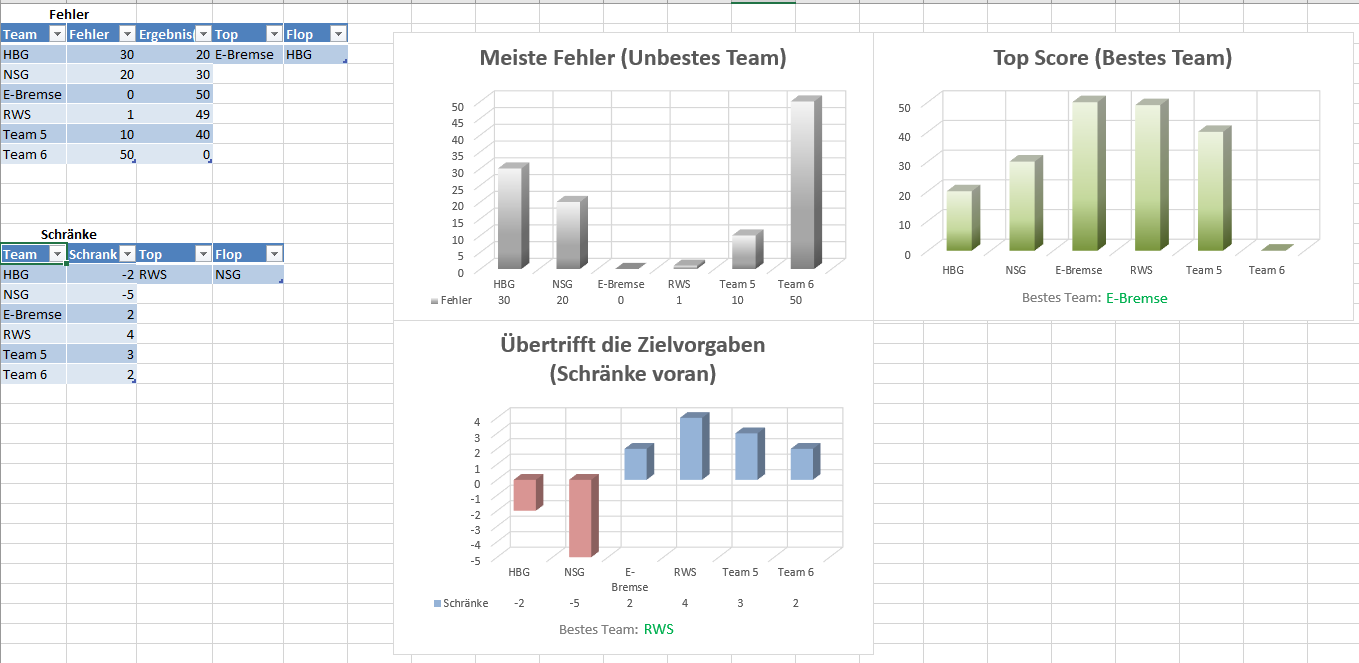 Fehler
Team Fehler Ergebnis( Top Flop
HBG 30 20 E-Bremse HBG
NSG 20 30
E-Bremse 0 50
RWS 1 49
Team 5 10 40
Team 6 50 0
Schränke
Team Schrank Top Flop
HBG -2 RWS NSG
NSG -5
E-Bremse 2
RWS 4
Team 5 3
Team 6 2
Meiste Fehler (Unbestes Team)
50
45
40
35
30
25
20
15
10
5
0
HBG NSG E-Bremse RWS Team 5 Team 6
Fehler 30 20 0 1 10 50
Top Score (Bestes Team)
50
40
30
20
10
0
HBG NSG E-Bremse RWS Team 5 Team 6
Bestes Team: E-Bremse
Übertrifft die Zielvorgaben
(Schränke voran)
4
3
2
1
0
-1
-2
-3
-4
-5
HBG NSG E- RWS Team 5 Team 6
Bremse
Schränke -2 -5 2 4 3 2
Bestes Team: RWS